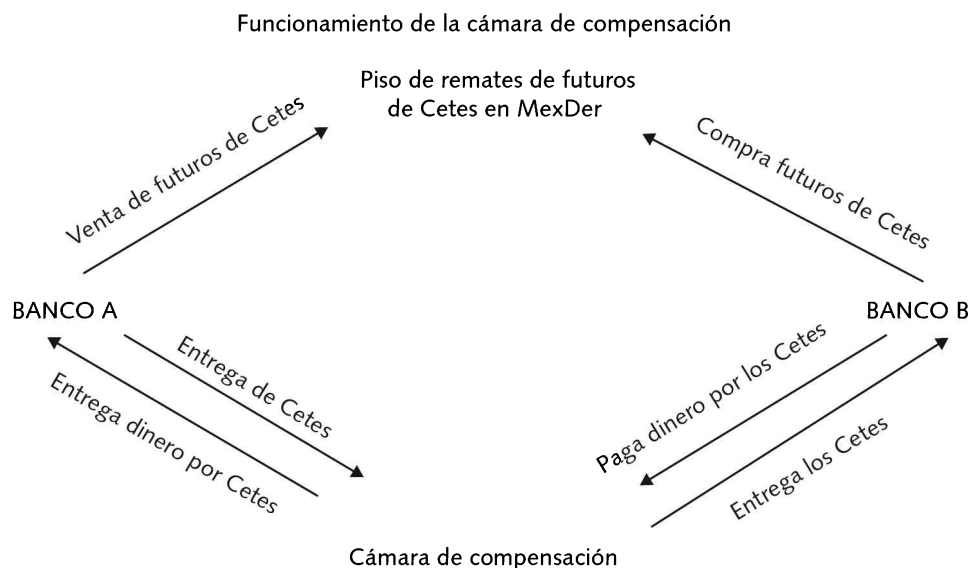 Funcionamiento de la cámara de compensación
Piso de remates de futuros
de Cetes en MexDer
Venta de futuros de Cetes
Compra futuros de Cetes
BANCO A
BANCO B
Entrega de Cetes
Entrega dinero por Cetes
Paga dinero por los Cetes
Entrega los Cetes
Cámara de compensación